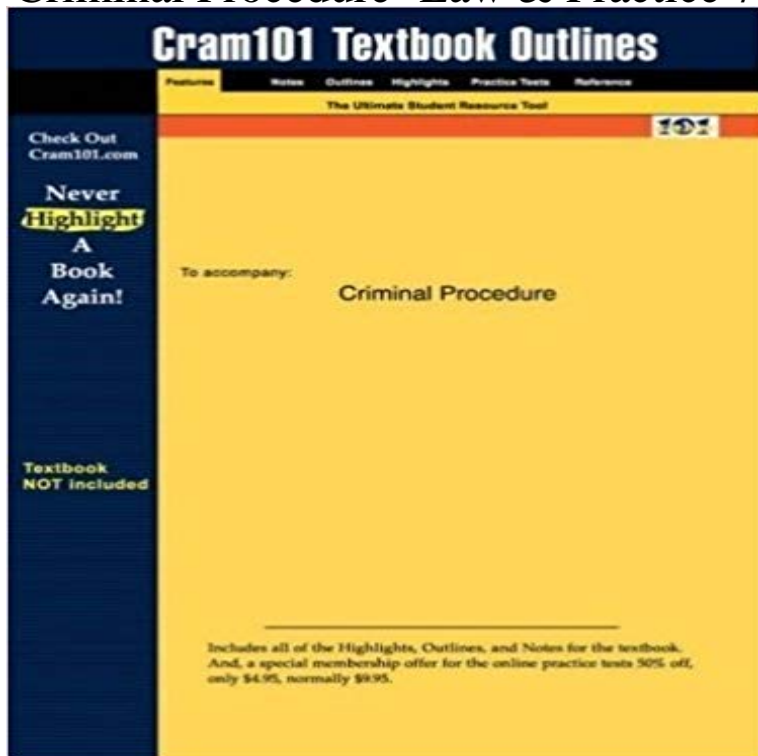 Cram101 Textbook Outlines
Features Notes Outlines Highlights Practice Tests Reference
The Ultimate Student Resource Tool
101
Check Out
Cram101.com
Never
Highlight
A
Book
Again!
To accompany:
Criminal Procedure
Textbook
NOT included
Includes all of the Highlights, Outlines, and Notes for the textbook.
And, a special membership offer for the online practice tests 50% off,
only $4.95, normally $9.95.